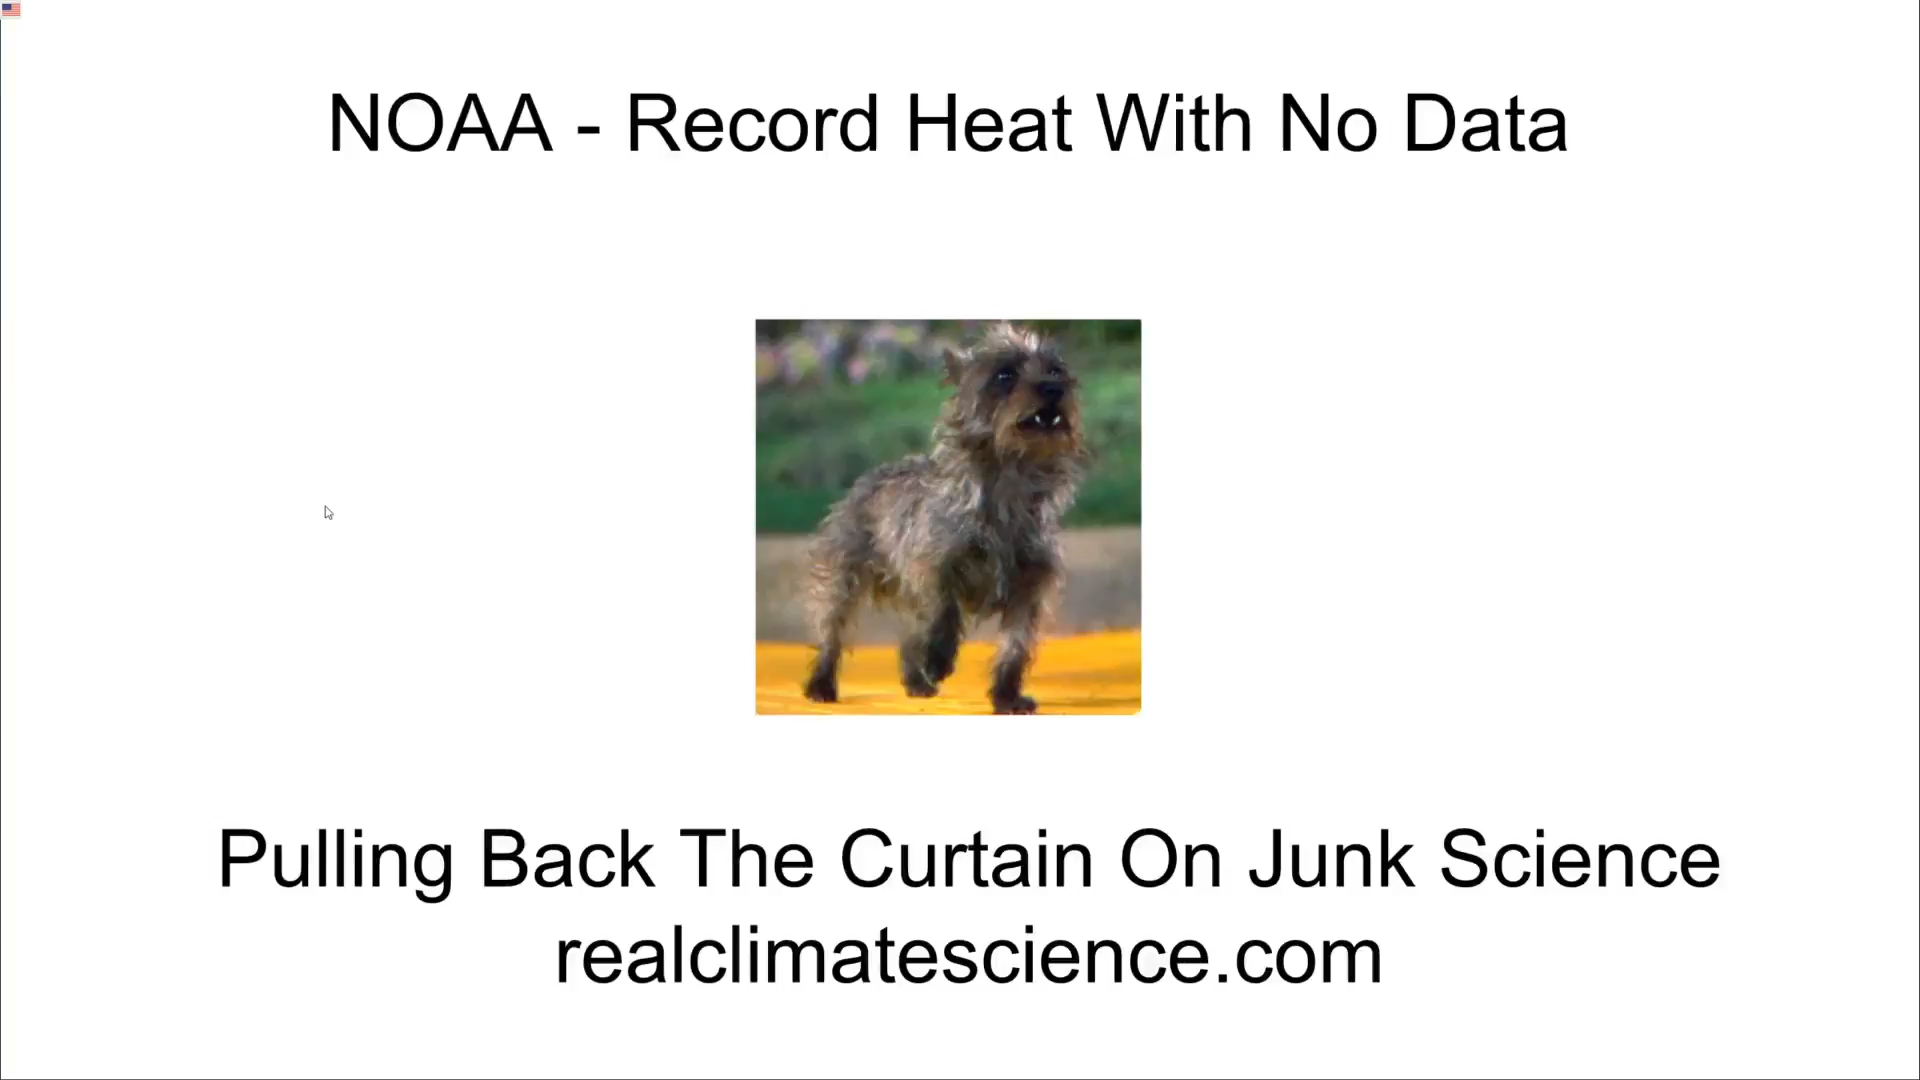 NOAA - Record Heat With No Data
Pulling Back The Curtain On Junk Science
realclimatescience.com